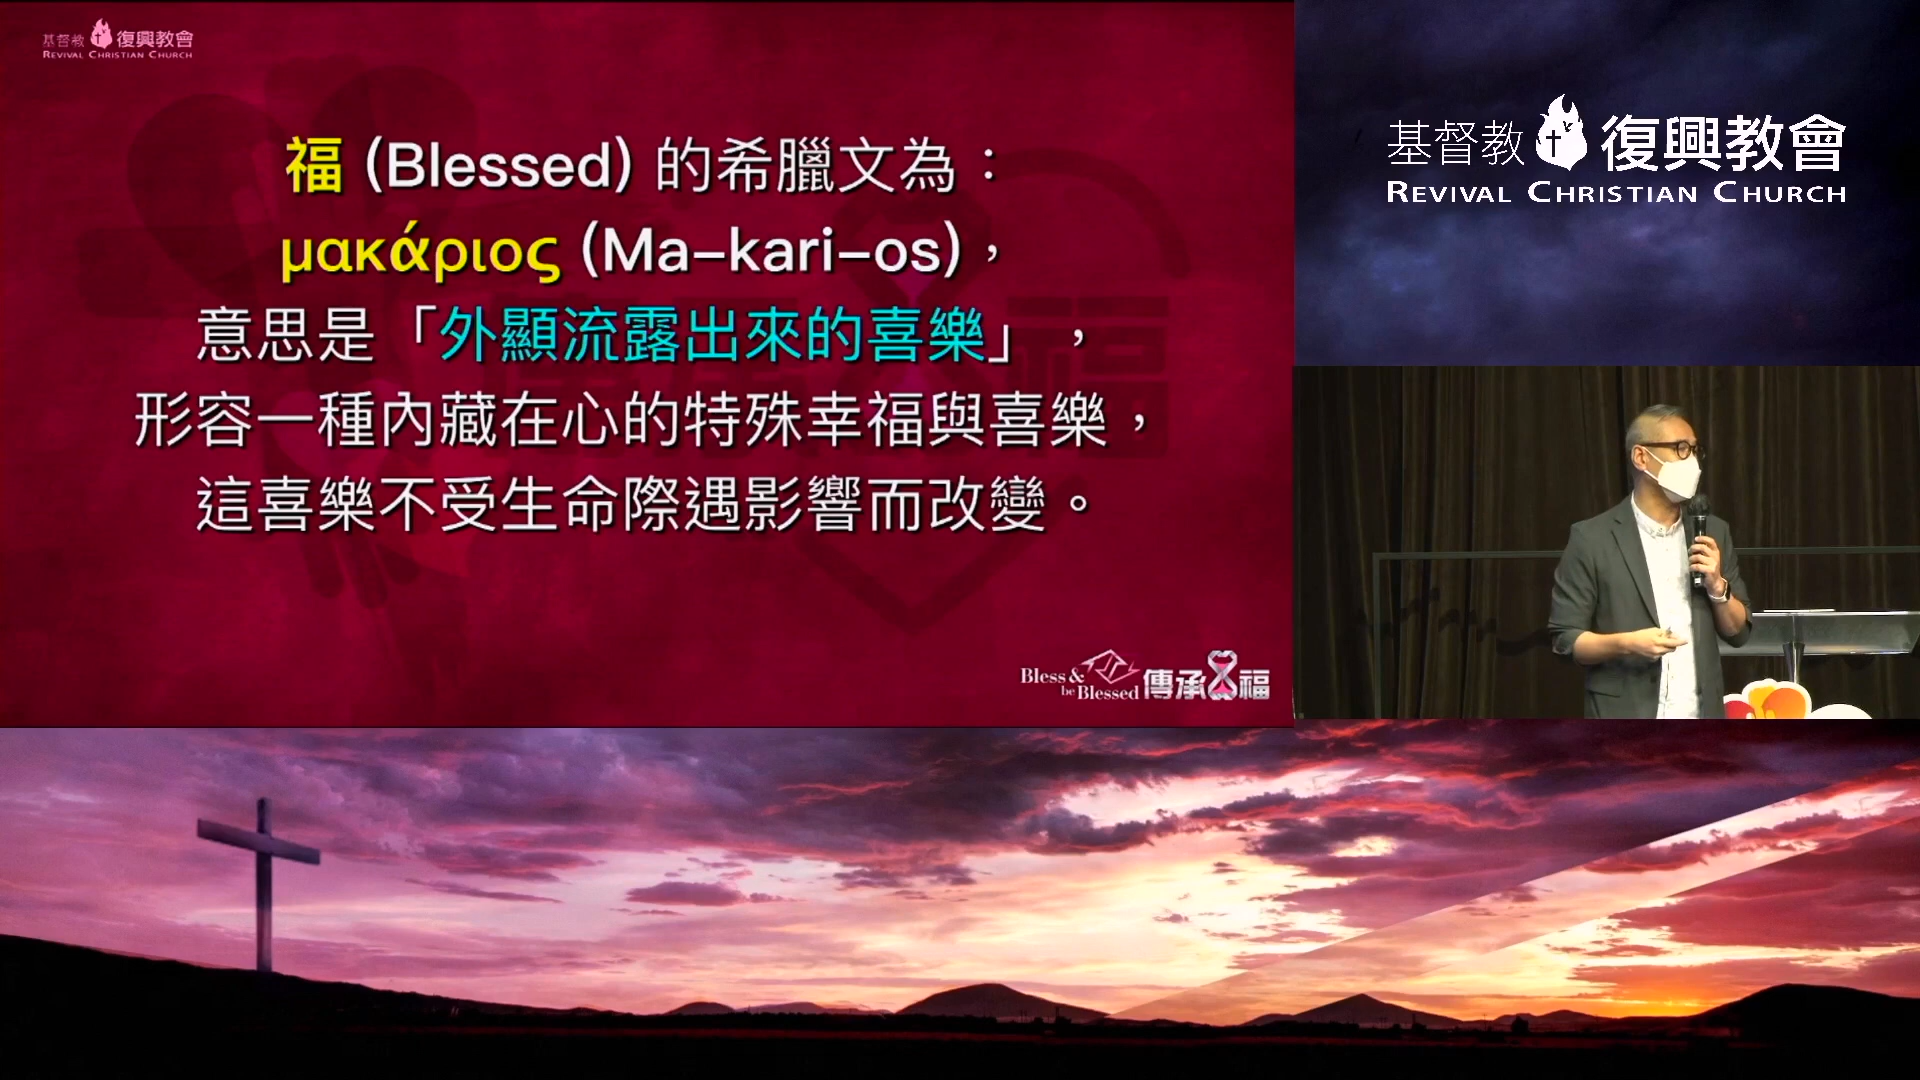 基督教 復興教會
REVIVAL CHRISTIAN CHURCH
福 (Blessed) 的希臘文為：
μακάριος (Ma-kari-os)，
意思是「外顯流露出來的喜樂」，
形容一種內藏在心的特殊幸福與喜樂，
這喜樂不受生命際遇影響而改變。
Bless &
be Blessed
傳承 福
基督教 復興教會
REVIVAL CHRISTIAN CHURCH